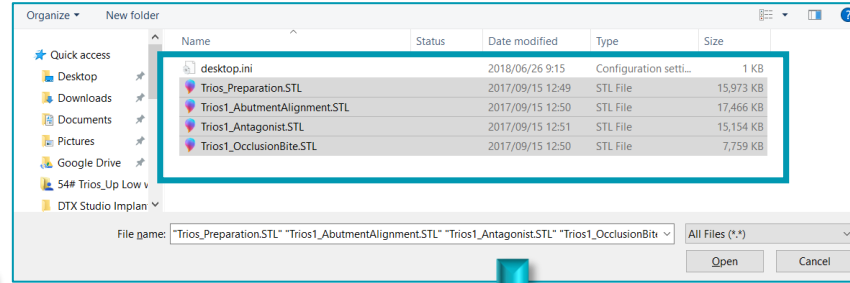 Organize New folder ?
Name Status Date modified Type Size
Quick access
desktop.ini 2018/06/26 9:15 Configuration setti... 1 KB
Desktop Trios_Preparation.STL 2017/09/15 12:49 STL File 15,973 KB
Downloads Trios1_AbutmentAlignment.STL 2017/09/15 12:50 STL File 17,466 KB
Documents Trios1_Antagonist.STL 2017/09/15 12:51 STL File 15,154 KB
Pictures Trios1_OcclusionBite.STL 2017/09/15 12:50 STL File 7,759 KB
Google Drive
54# Trios_Up Low
DTX Studio Implan
File name: "Trios_Preparation.STL" "Trios1_AbutmentAlignment.STL" "Trios1_Antagonist.STL" "Trios1_OcclusionBit All Files (*.*)
Open Cancel